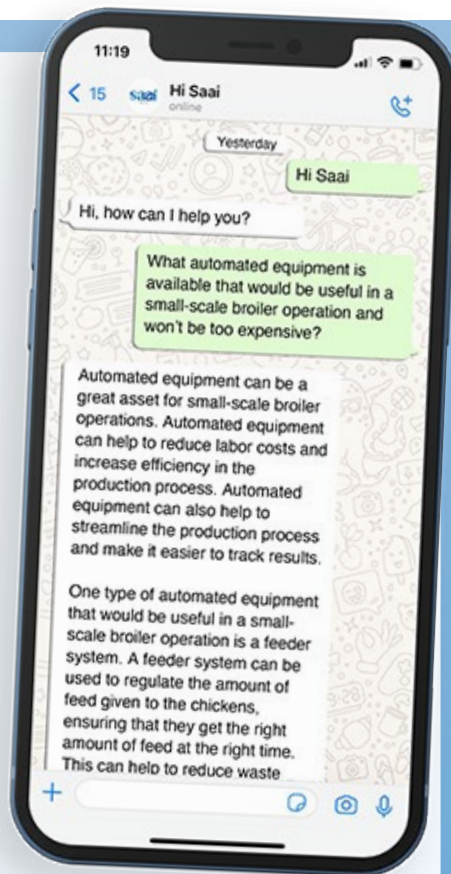 11:19
15 saai Hi Saai
online
Yesterday
Hi Saai
Hi, how can I help you?
What automated equipment is
available that would be useful in a
small-scale broiler operation and
won't be too expensive?
Automated equipment can be a
great asset for small-scale broiler
operations. Automated equipment
can help to reduce labor costs and
increase efficiency in the
production process. Automated
equipment can also help to
streamline the production process
and make it easier to track results.
One type of automated equipment
that would be useful in a small-
scale broiler operation is a feeder
system. A feeder system can be
used to regulate the amount of
feed given to the chickens,
ensuring that they get the right
amount of feed at the right time.
This can help to reduce waste